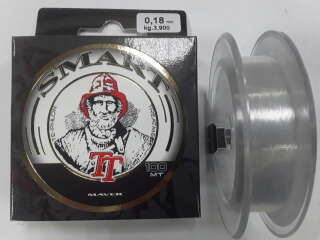 0,18 mm
kg.3,900
SMART
TT
100
MT
MAVER